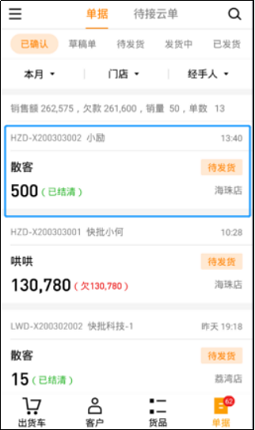 单据 待接云单
已确认 草稿单 待发货 发货中 已发货
本月 门店 经手人
销售额 262,575，欠款 261,600，销量 50，单数 13
HZD-X200303002 小励 13:40
散客 待发货
500（已结清） 海珠店
HZD-X200303001 快批小何 10:28
哄哄 待发货
130,780（欠130,780） 海珠店
LWD-X200302002 快批科技-1 昨天 19:18
散客 待发货
15（已结清） 荔湾店
62
出货车 客户 货品 单据